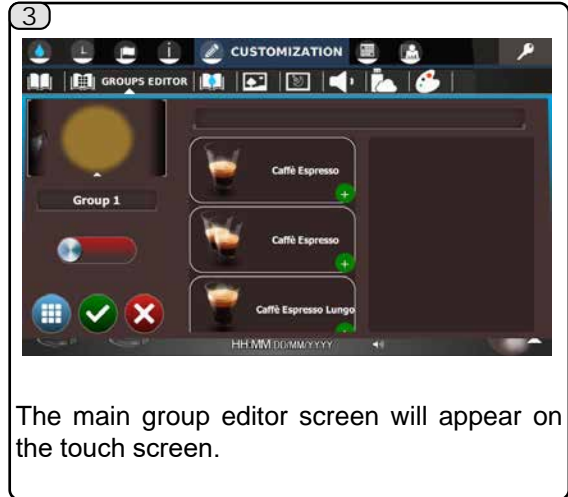 3
CUSTOMIZATION
GROUPS EDITOR
Group 1
Caffè Espresso
+
Caffè Espresso
+
Caffè Espresso Lungo
HH:MM DD/MM/YYYY
The main group editor screen will appear on
the touch screen.